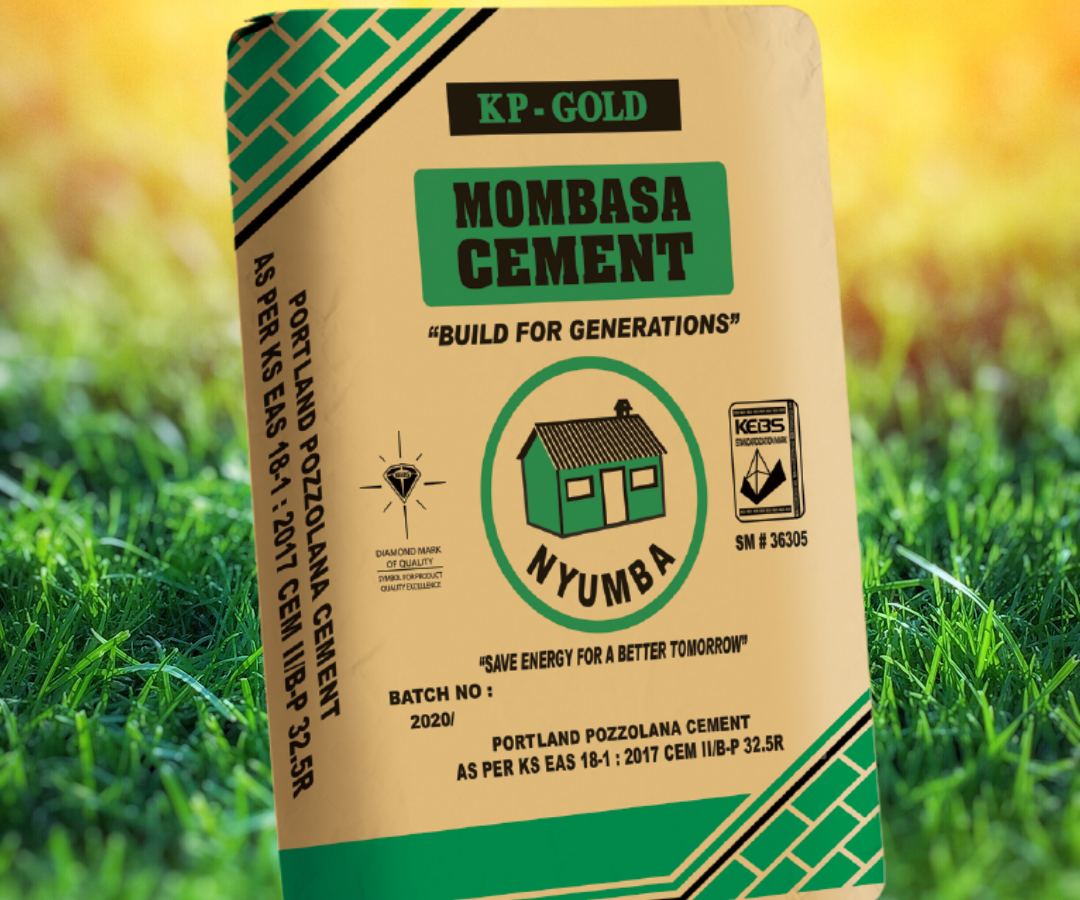 KP-GOLD
MOMBASA
CEMENT
“BUILD FOR GENERATIONS”
PORTLAND POZZOLANA CEMENT
AS PER KS EAS 18-1 : 2017 CEM II/B-P 32.5R
DIAMOND MARK
OF QUALITY
SYMBOL FOR PRODUCT
QUALITY EXCELLENCE
NYUMBA
KEBS
STANDARDIZATION MARK
SM # 36305
“SAVE ENERGY FOR A BETTER TOMORROW”
BATCH NO :
2020/
PORTLAND POZZOLANA CEMENT
AS PER KS EAS 18-1 : 2017 CEM II/B-P 32.5R